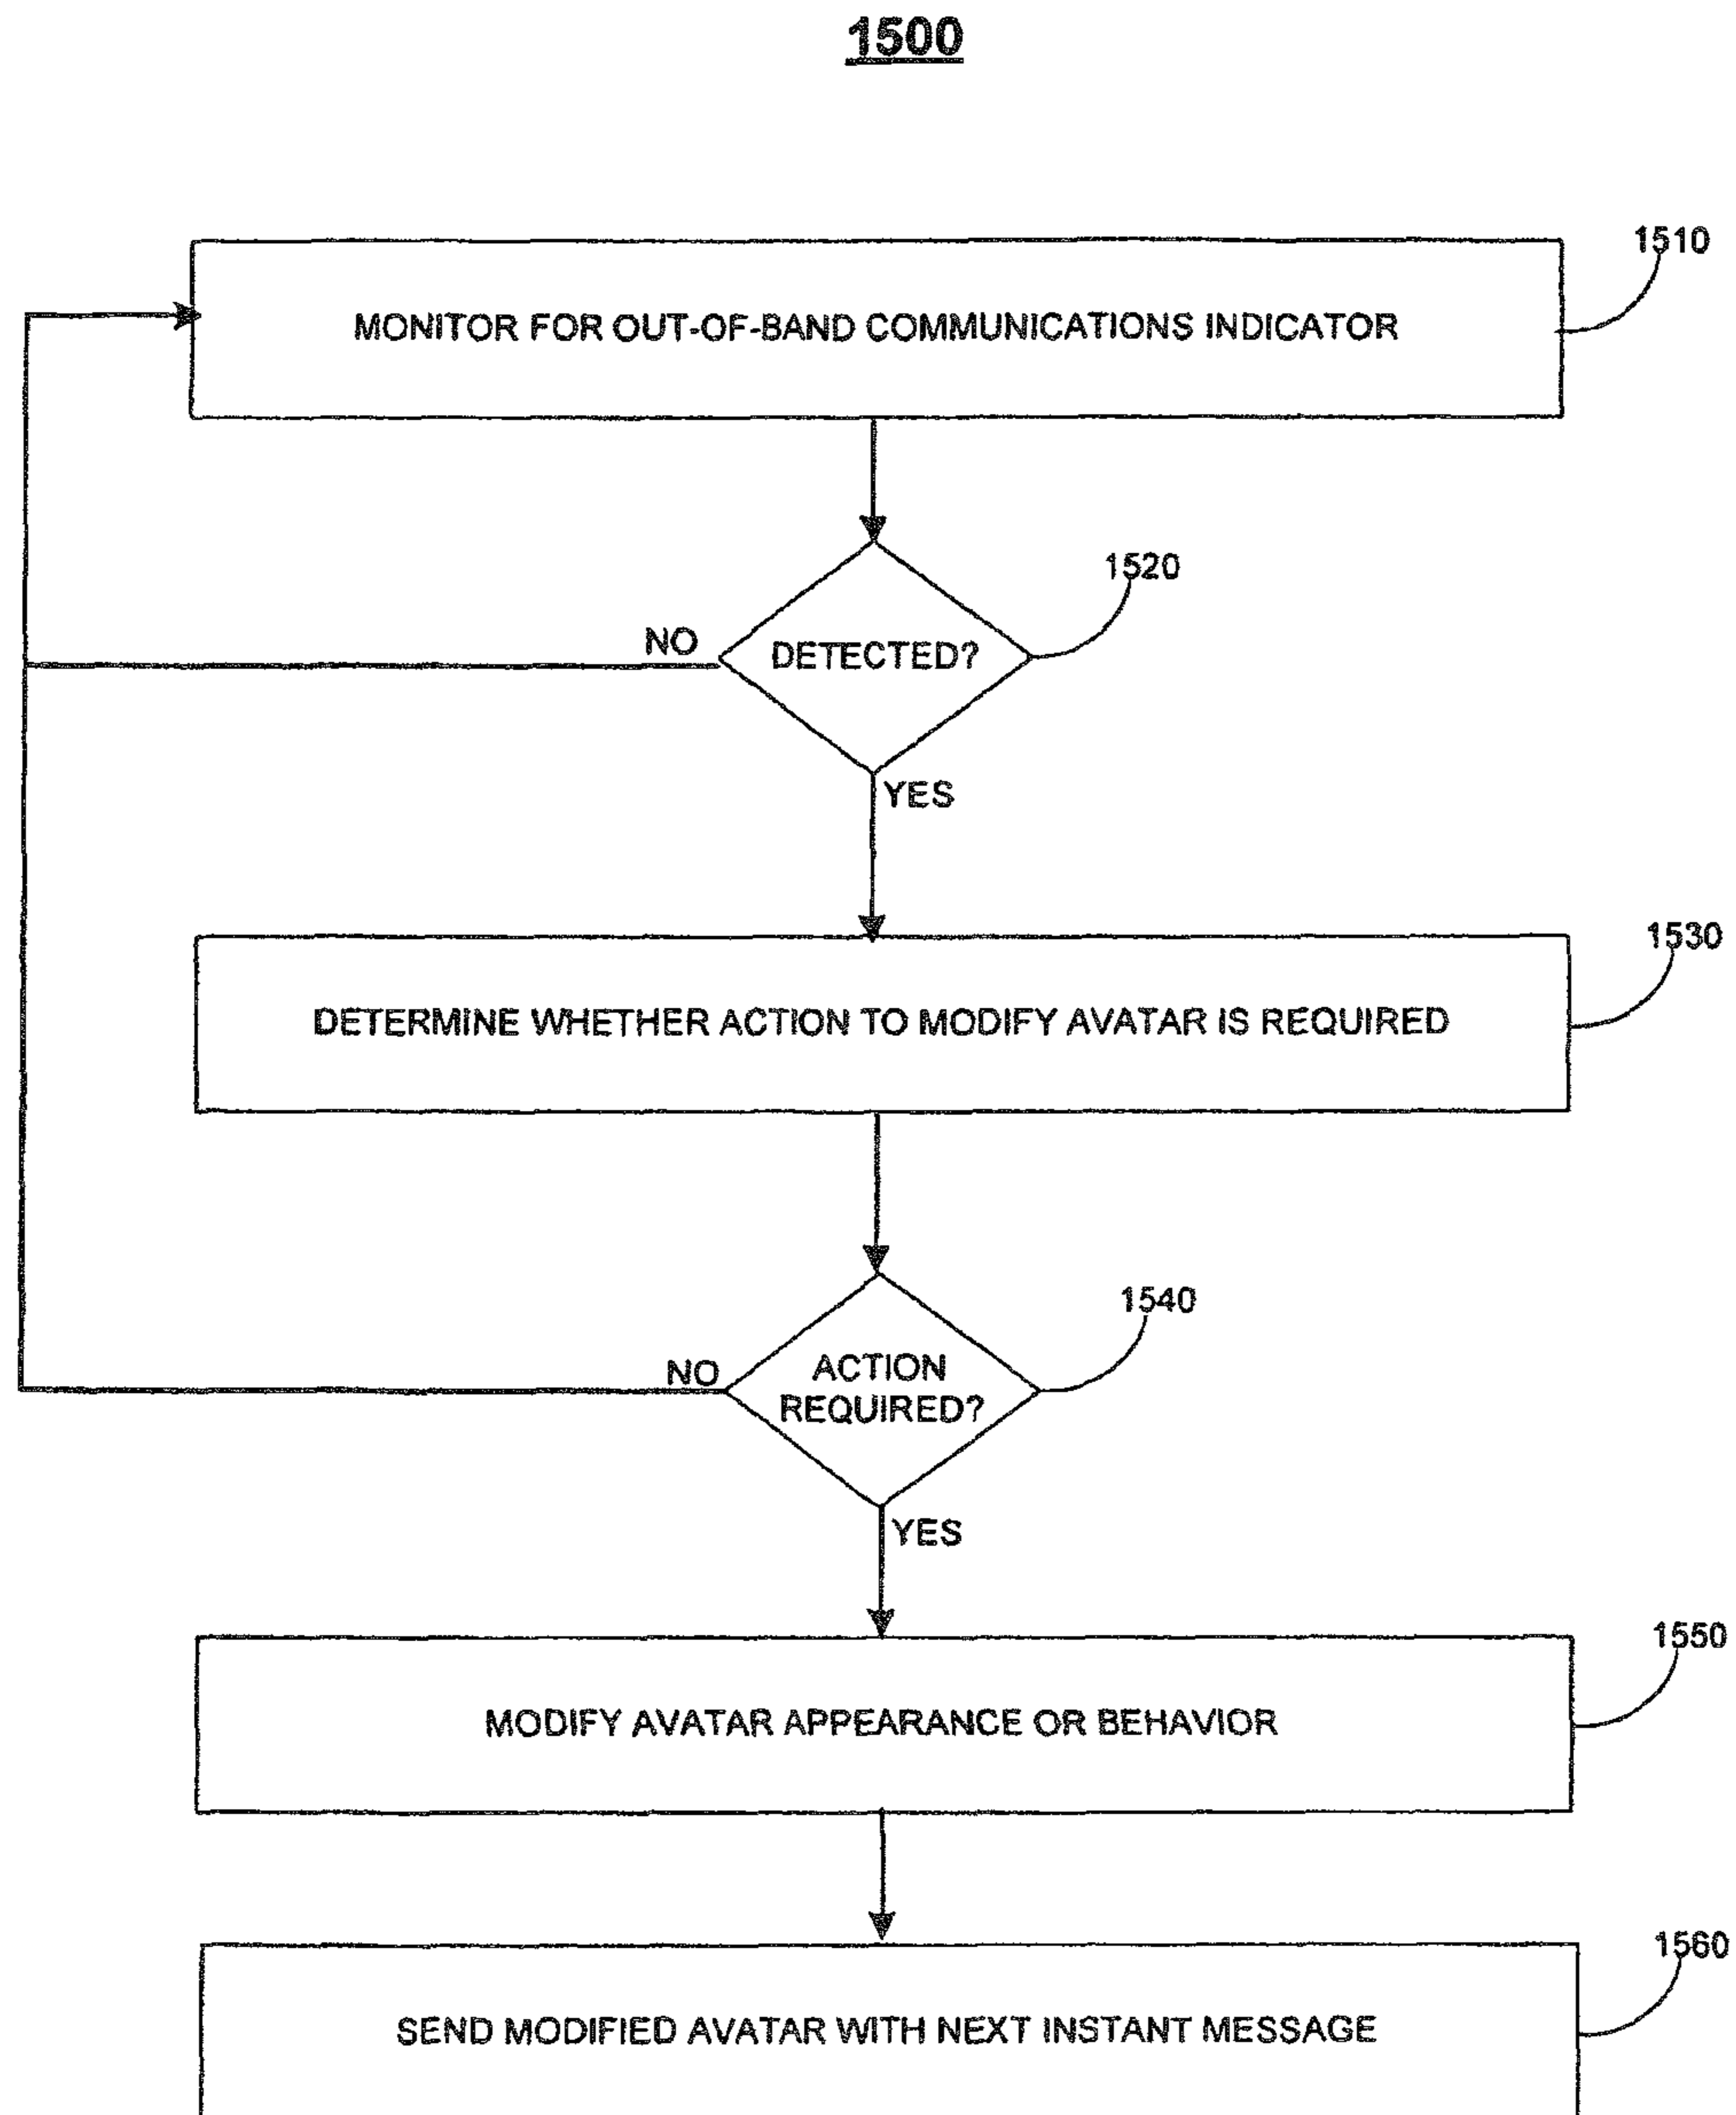 1500
1510
MONITOR FOR OUT-OF-BAND COMMUNICATIONS INDICATOR
1520
NO
DETECTED?
YES
1530
DETERMINE WHETHER ACTION TO MODIFY AVATAR IS REQUIRED
1540
NO
ACTION
REQUIRED?
YES
1550
MODIFY AVATAR APPEARANCE OR BEHAVIOR
1560
SEND MODIFIED AVATAR WITH NEXT INSTANT MESSAGE